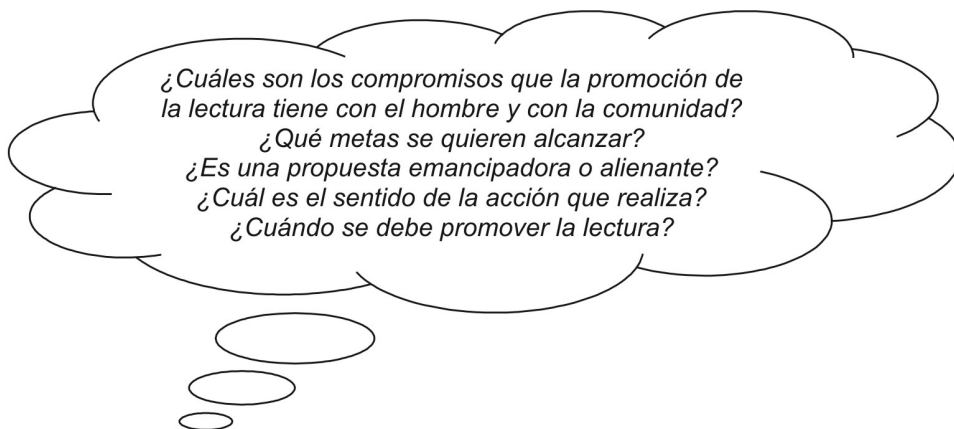 ¿Cuáles son los compromisos que la promoción de
la lectura tiene con el hombre y con la comunidad?
¿Qué metas se quieren alcanzar?
¿Es una propuesta emancipadora o alienante?
¿Cuál es el sentido de la acción que realiza?
¿Cuándo se debe promover la lectura?